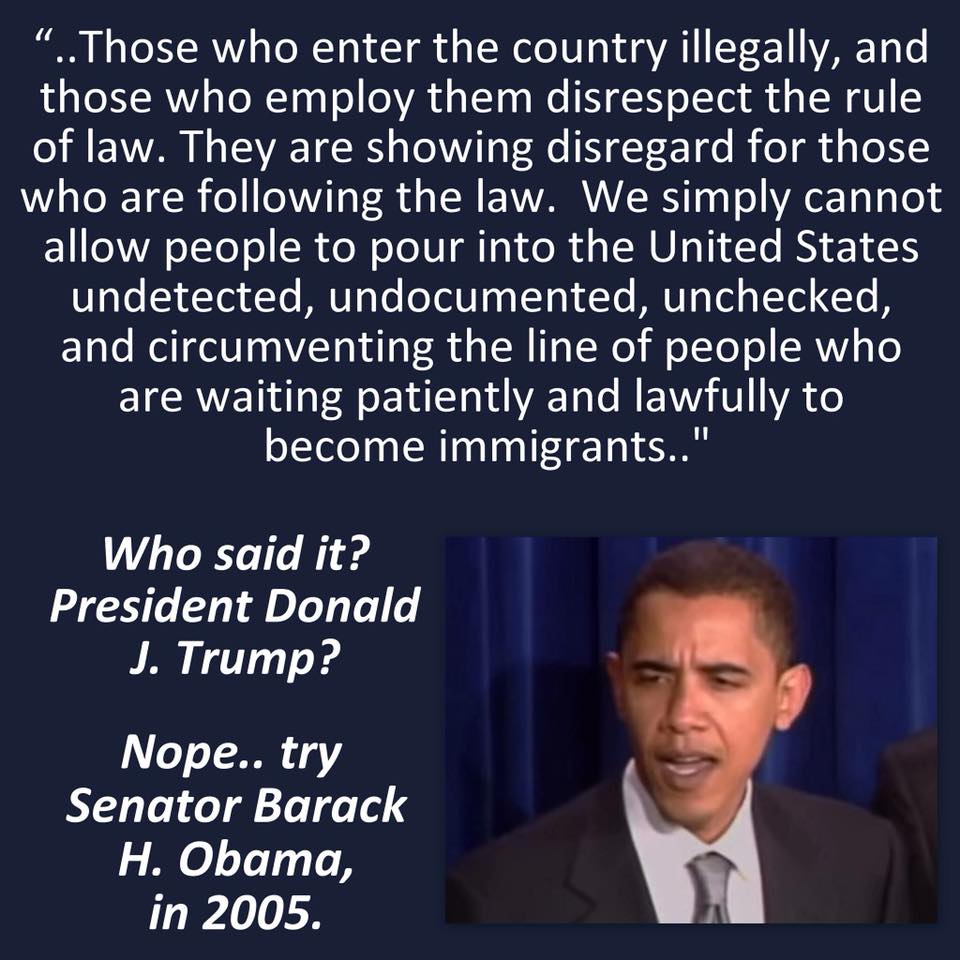 “..Those who enter the country illegally, and
those who employ them disrespect the rule
of law. They are showing disregard for those
who are following the law.  We simply cannot
allow people to pour into the United States
undetected, undocumented, unchecked,
and circumventing the line of people who
are waiting patiently and lawfully to
become immigrants.."
Who said it?
President Donald
J. Trump?
Nope.. try
Senator Barack
H. Obama,
in 2005.